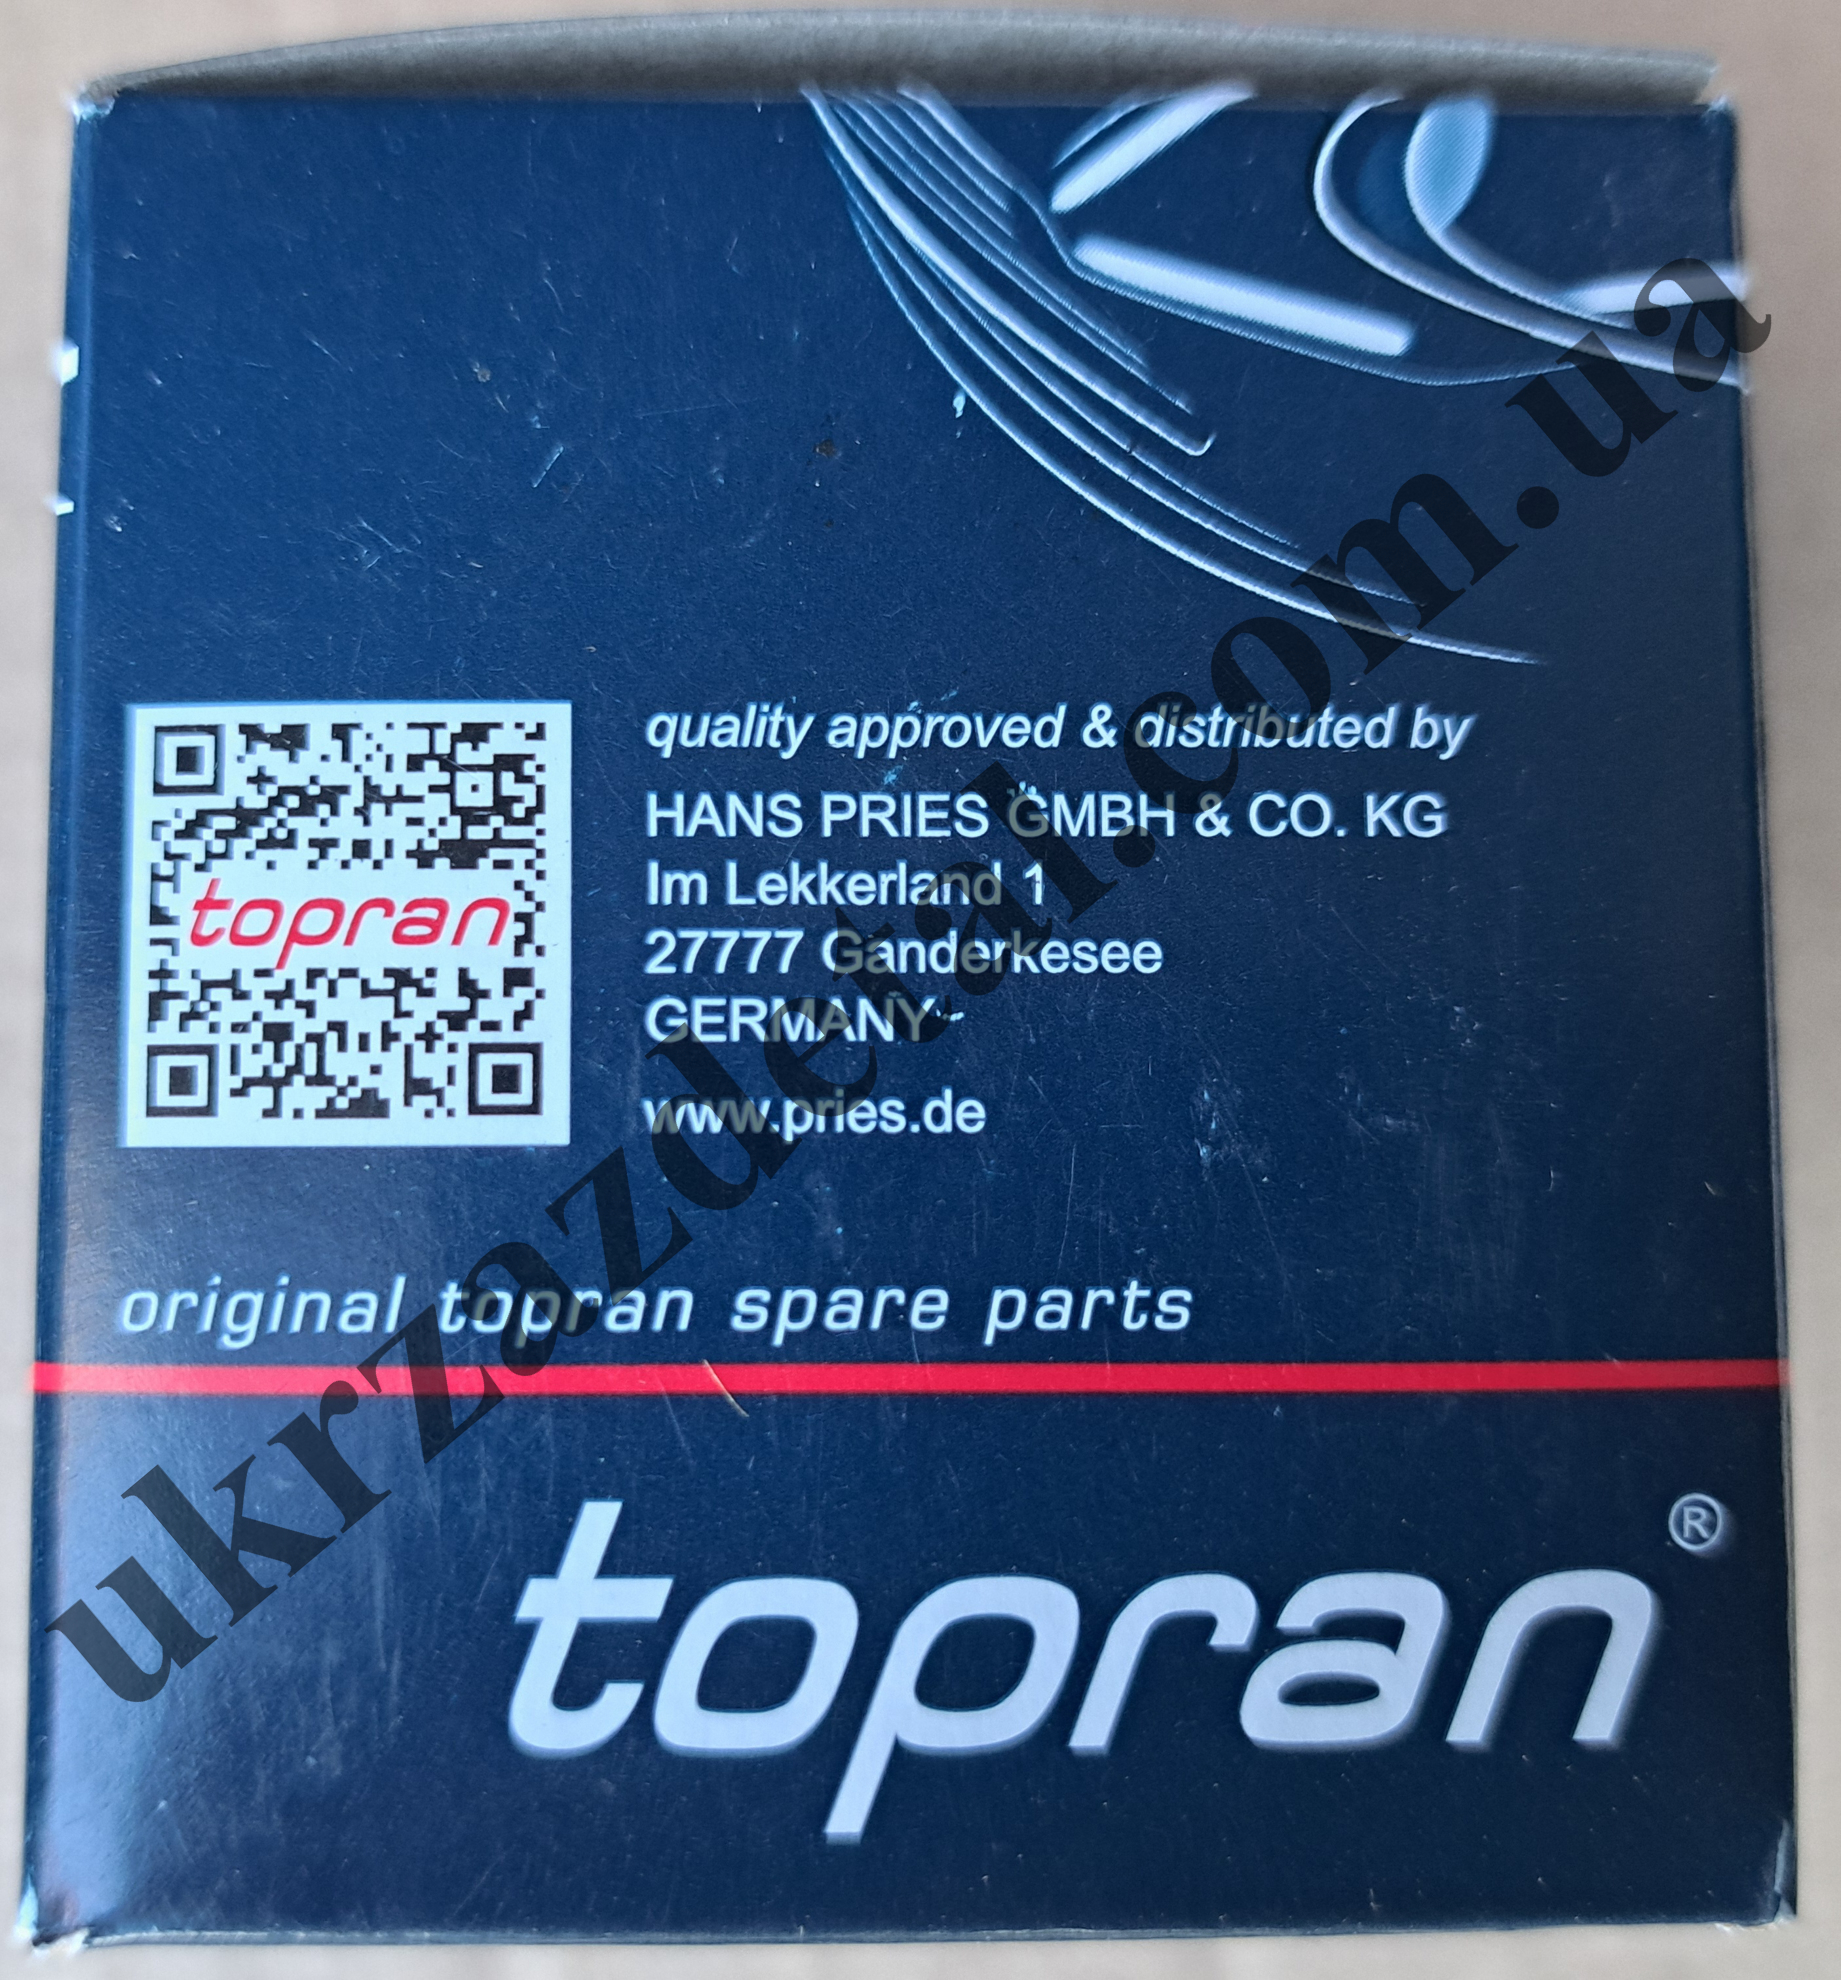 topran
quality approved & distributed by
HANS PRIES GMBH & CO. KG
Im Lekkerland 1
27777 Ganderkesee
GERMANY
www.pries.de
original topran spare parts
topran®
ukrzazdetal.com.ua